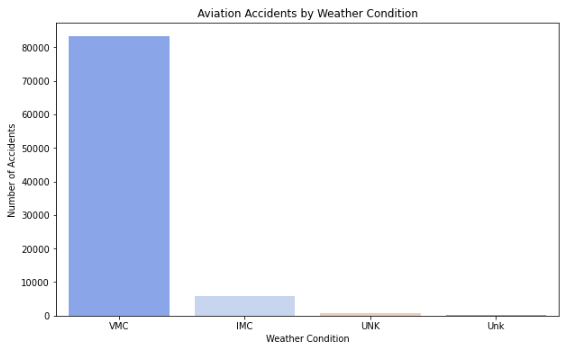 Aviation Accidents by Weather Condition
80000
70000
60000
50000
40000
30000
20000
10000
0
Number of Accidents
VMC
IMC
UNK
Unk
Weather Condition